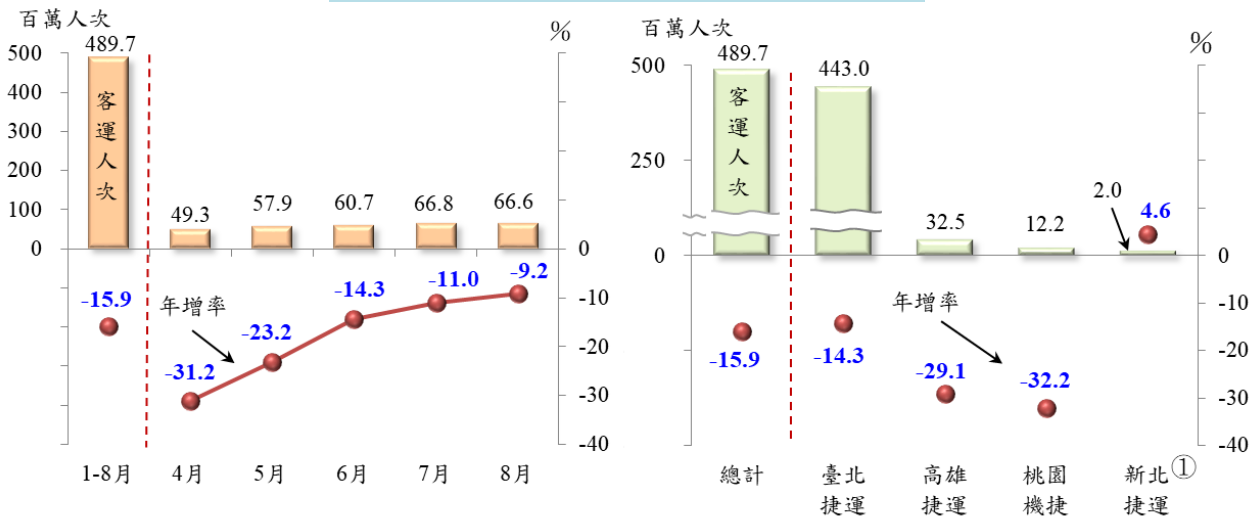 百萬人次
%
489.7
500
400
300
200
100
0
客運人次
49.3
57.9
60.7
66.8
66.6
0
-10
-20
-30
-40
-15.9
年增率
-31.2
-23.2
-14.3
-11.0
-9.2
1-8月
4月
5月
6月
7月
8月
百萬人次
%
489.7
443.0
500
250
0
客運人次
32.5
12.2
2.0
4.6
0
-10
-20
-30
-40
年增率
-15.9
-14.3
-29.1
-32.2
總計
臺北
捷運
高雄
捷運
桃園
機捷
新北①
捷運